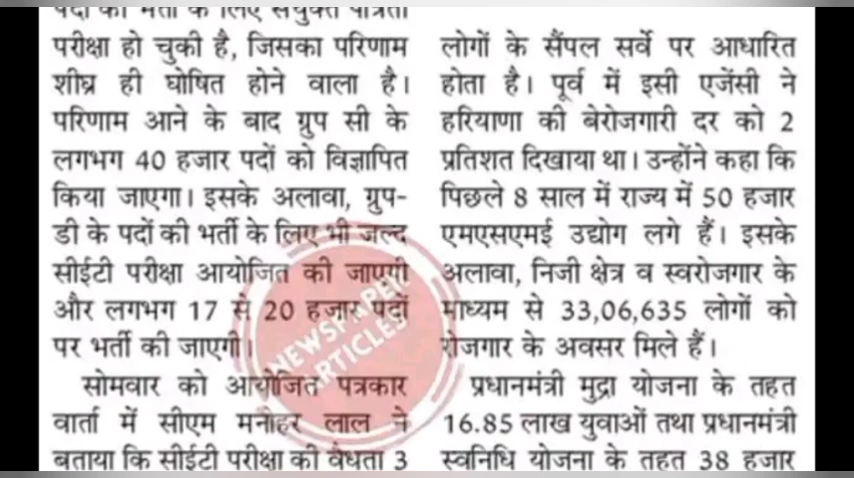 पदों की भर्ती के लिए संयुक्त पात्रता
परीक्षा हो चुकी है, जिसका परिणाम
शीघ्र ही घोषित होने वाला है।
परिणाम आने के बाद ग्रुप सी के
लगभग 40 हजार पदों को विज्ञापित
किया जाएगा। इसके अलावा, ग्रुप-
डी के पदों की भर्ती के लिए भी जल्द
सीईटी परीक्षा आयोजित की जाएगी
और लगभग 17 से 20 हजार पदों
पर भर्ती की जाएगी।
सोमवार को आयोजित पत्रकार
वार्ता में सीएम मनोहर लाल ने
बताया कि सीईटी परीक्षा की वैधता 3
लोगों के सैंपल सर्वे पर आधारित
होता है। पूर्व में इसी एजेंसी ने
हरियाणा की बेरोजगारी दर को 2
प्रतिशत दिखाया था। उन्होंने कहा कि
पिछले 8 साल में राज्य में 50 हजार
एमएसएमई उद्योग लगे हैं। इसके
अलावा, निजी क्षेत्र व स्वरोजगार के
माध्यम से 33,06,635 लोगों को
रोजगार के अवसर मिले हैं।
प्रधानमंत्री मुद्रा योजना के तहत
16.85 लाख युवाओं तथा प्रधानमंत्री
स्वनिधि योजना के तहत 38 हजार
NEWSPAPER
ARTICLES